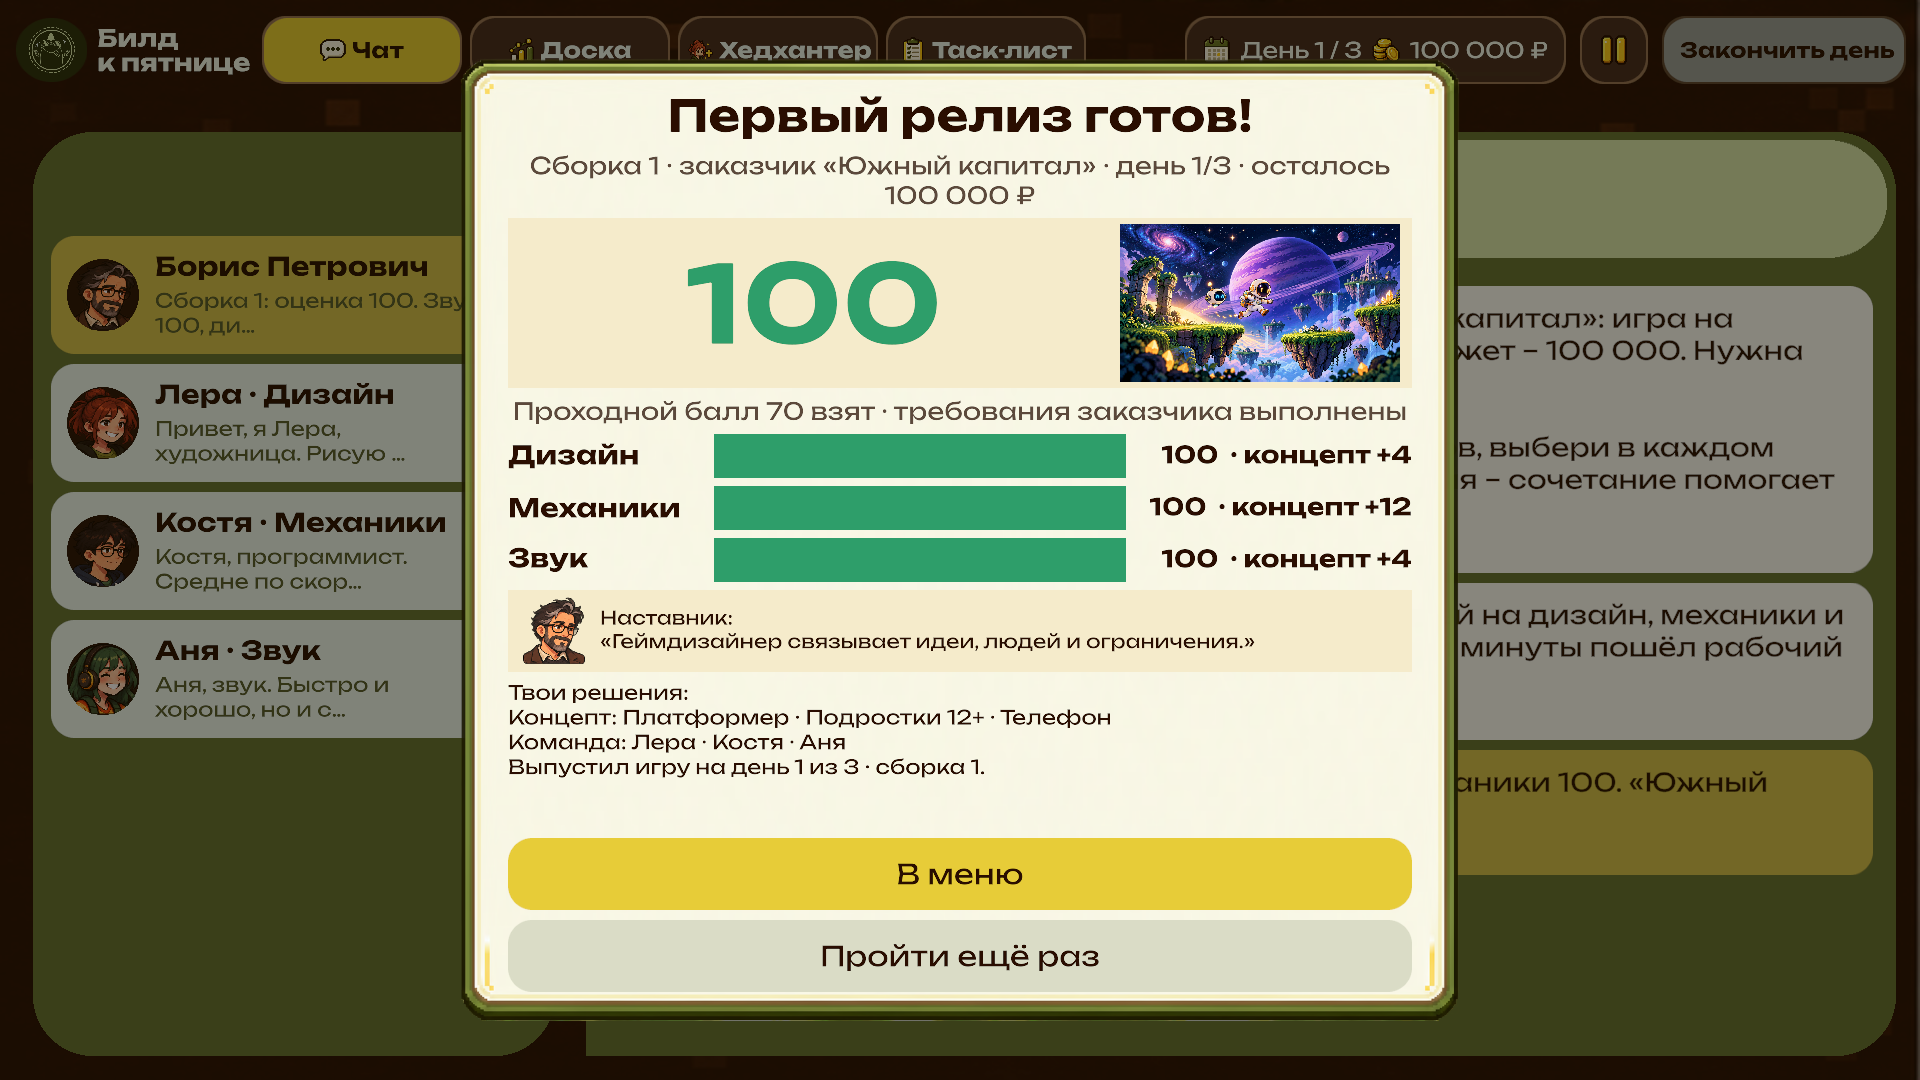 Билд
к пятнице
Чат
Доска
Хедхантер
Таск-лист
День 1 / 3
100 000 ₽
Закончить день
Первый релиз готов!
Сборка 1 · заказчик «Южный капитал» · день 1/3 · осталось
100 000 ₽
100
Проходной балл 70 взят · требования заказчика выполнены
Дизайн
100 · концепт +4
Механики
100 · концепт +12
Звук
100 · концепт +4
Наставник:
«Геймдизайнер связывает идеи, людей и ограничения.»
Твои решения:
Концепт: Платформер · Подростки 12+ · Телефон
Команда: Лера · Костя · Аня
Выпустил игру на день 1 из 3 · сборка 1.
В меню
Пройти ещё раз
Борис Петрович
Сборка 1: оценка 100. Зву
100, ди...
Лера · Дизайн
Привет, я Лера,
художница. Рисую ...
Костя · Механики
Костя, программист.
Средне по скор...
Аня · Звук
Аня, звук. Быстро и
хорошо, но и с...
капитал»: игра на
жет – 100 000. Нужна
в, выбери в каждом
я – сочетание помогает
й на дизайн, механики и
минуты пошёл рабочий
аники 100. «Южный